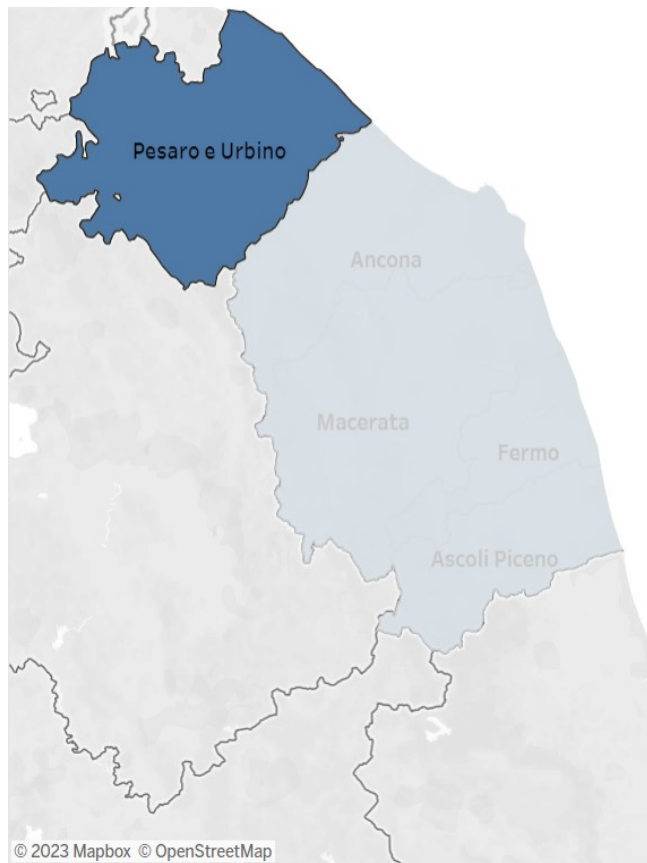 Pesaro e Urbino
Ancona
Macerata
Fermo
Ascoli Piceno
© 2023 Mapbox © OpenStreetMap